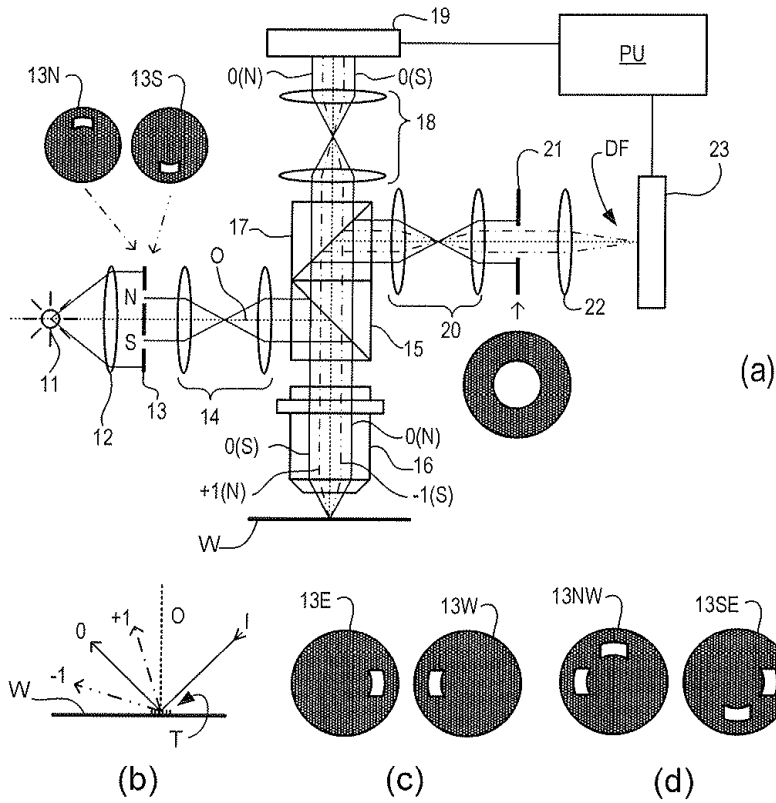 19
PU
0(N)
0(S)
18
13N
13S
21
DF
23
17
O
N
S
11
12
13
14
15
20
22
(a)
0(S)
0(N)
16
+1(N)
-1(S)
W
13E
13W
13NW
13SE
+1
O
0
I
-1
W
T
(b)
(c)
(d)